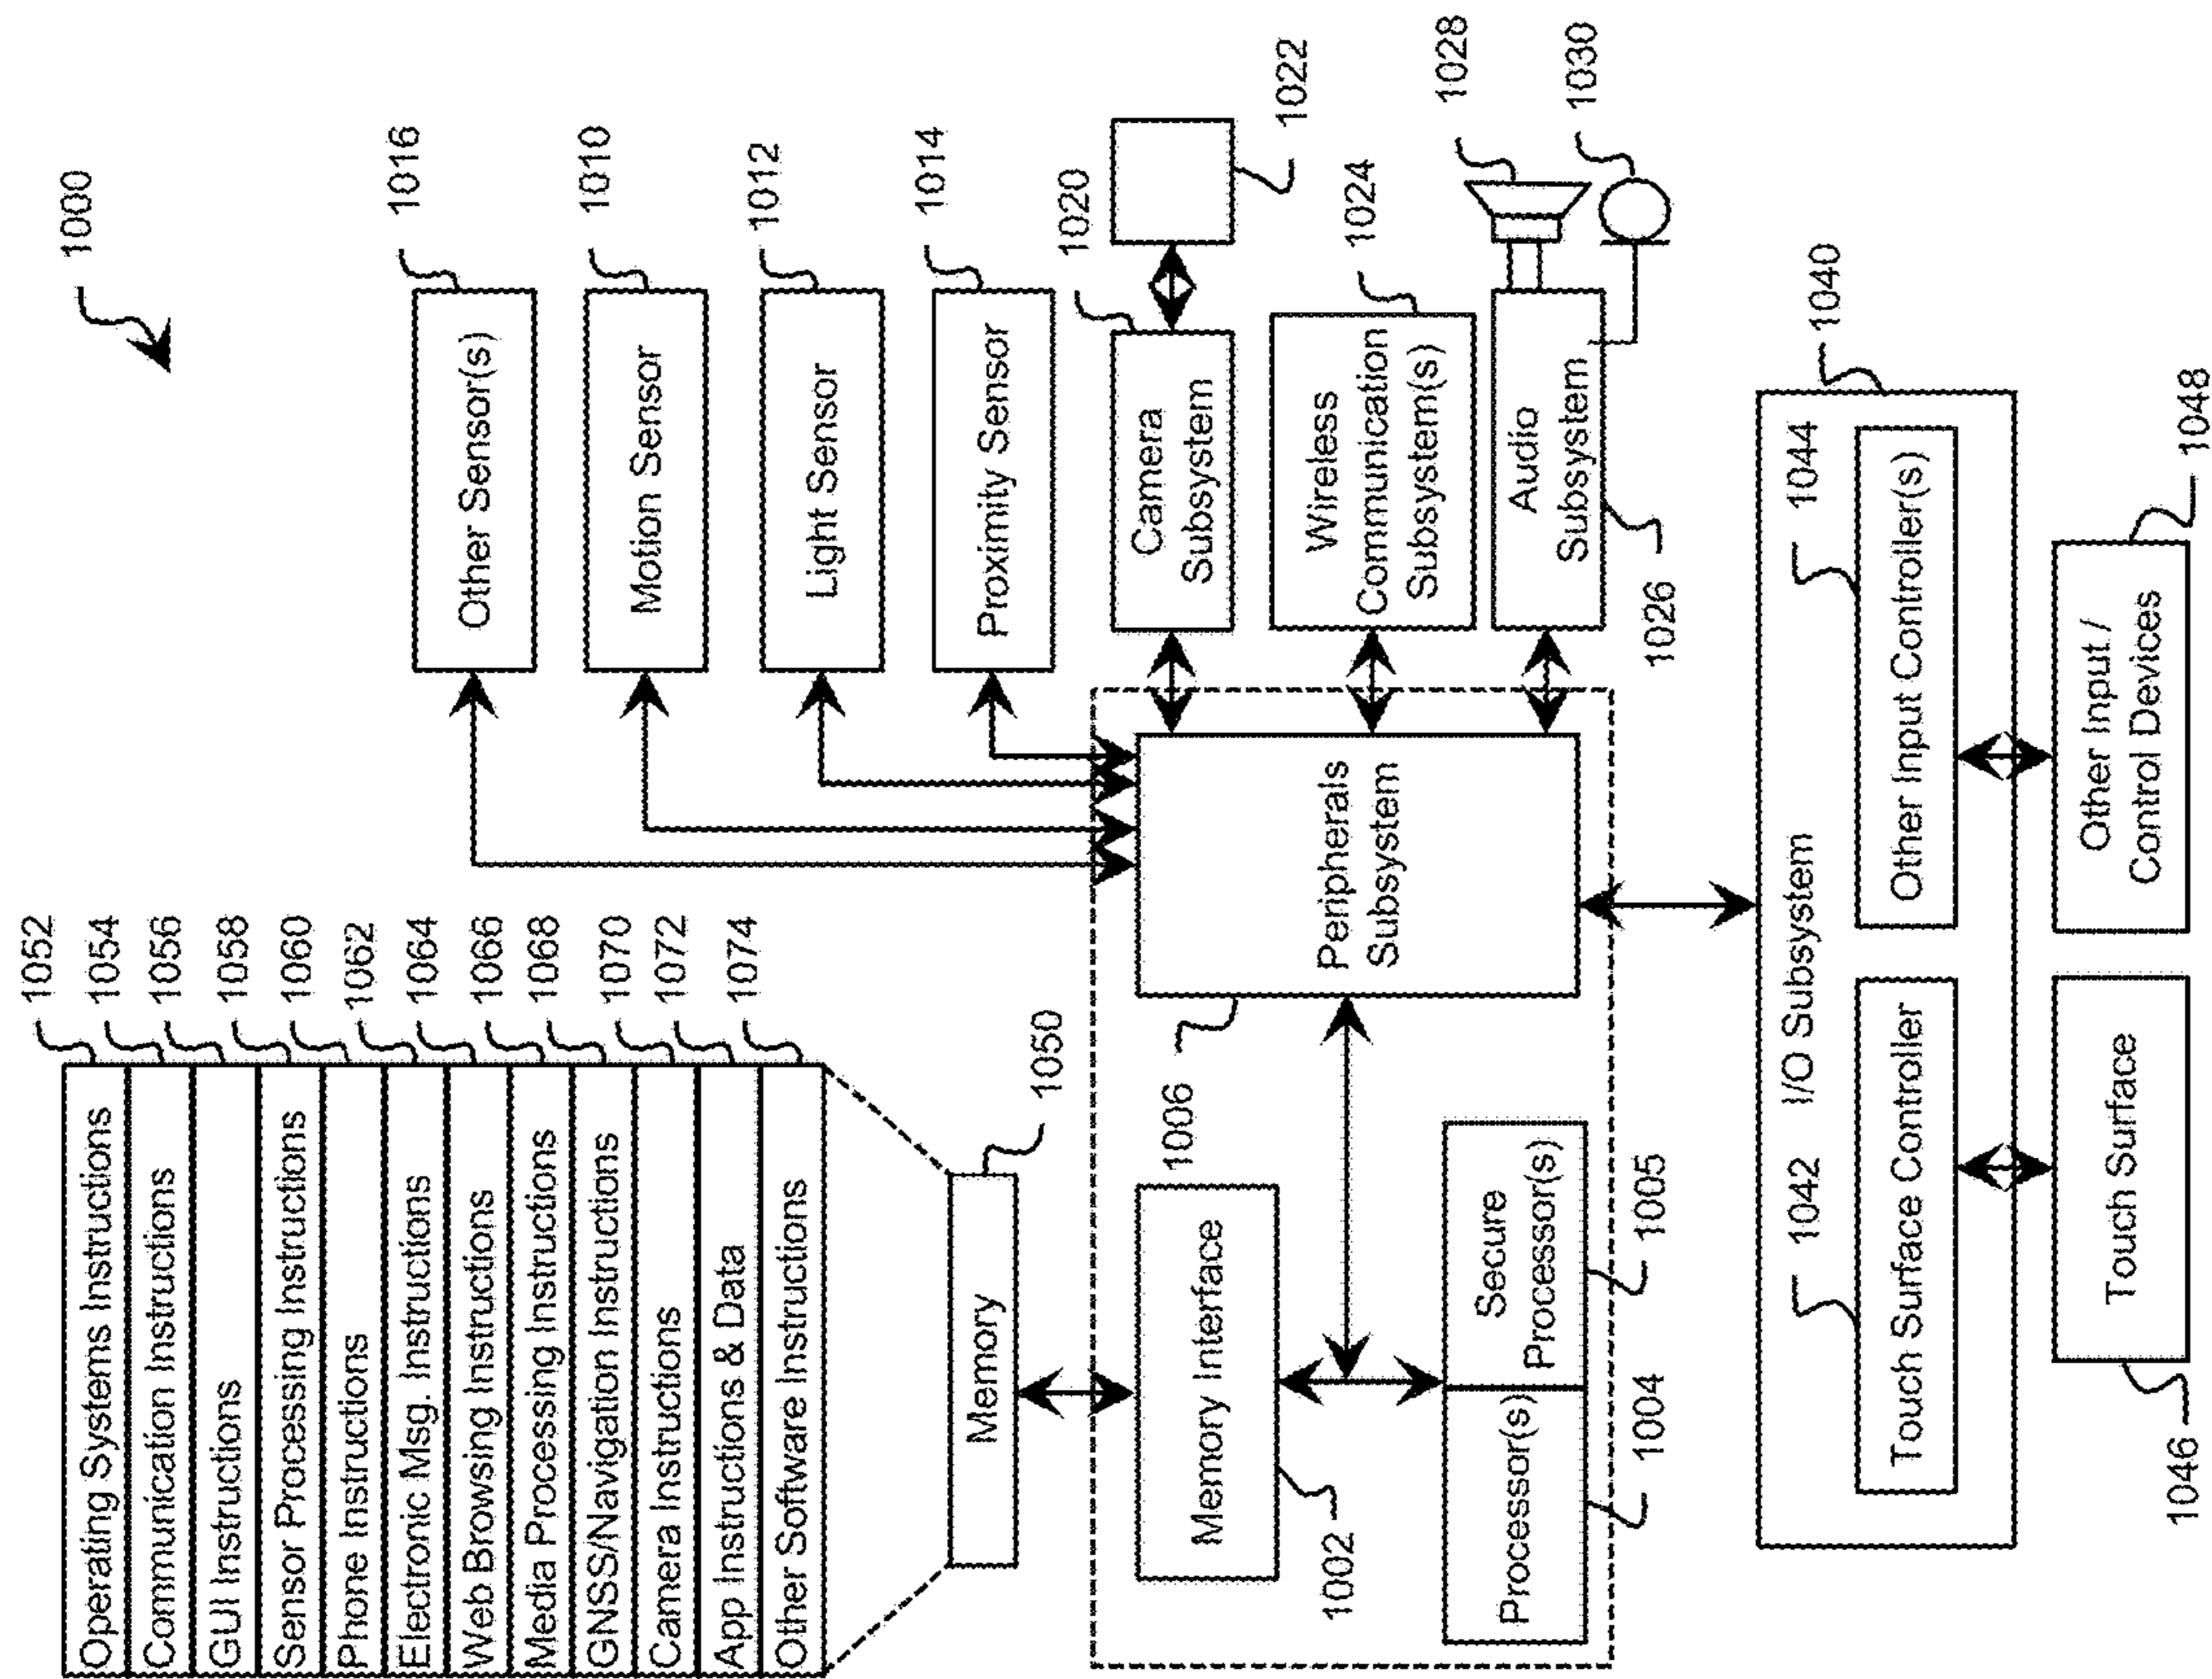 1000
Operating Systems Instructions
1052
Communication Instructions
1054
GUI Instructions
1056
Sensor Processing Instructions
1058
Phone Instructions
1060
Electronic Msg. Instructions
1062
Web Browsing Instructions
1064
Media Processing Instructions
1066
GNSS/Navigation Instructions
1068
Camera Instructions
1070
App Instructions & Data
1072
Other Software Instructions
1074
Other Sensor(s)
1016
Motion Sensor
1010
Light Sensor
1012
Proximity Sensor
1014
Memory
1050
Camera
Subsystem
1020
1022
Memory Interface
1002
1006
Peripherals
Subsystem
Wireless
Communication
Subsystem(s)
1024
Processor(s)
1004
Secure
Processor(s)
1005
Audio
Subsystem
1026
1028
1030
1042
I/O Subsystem
1044
1040
Touch Surface Controller
Other Input Controller(s)
Touch Surface
1046
Other Input /
Control Devices
1048